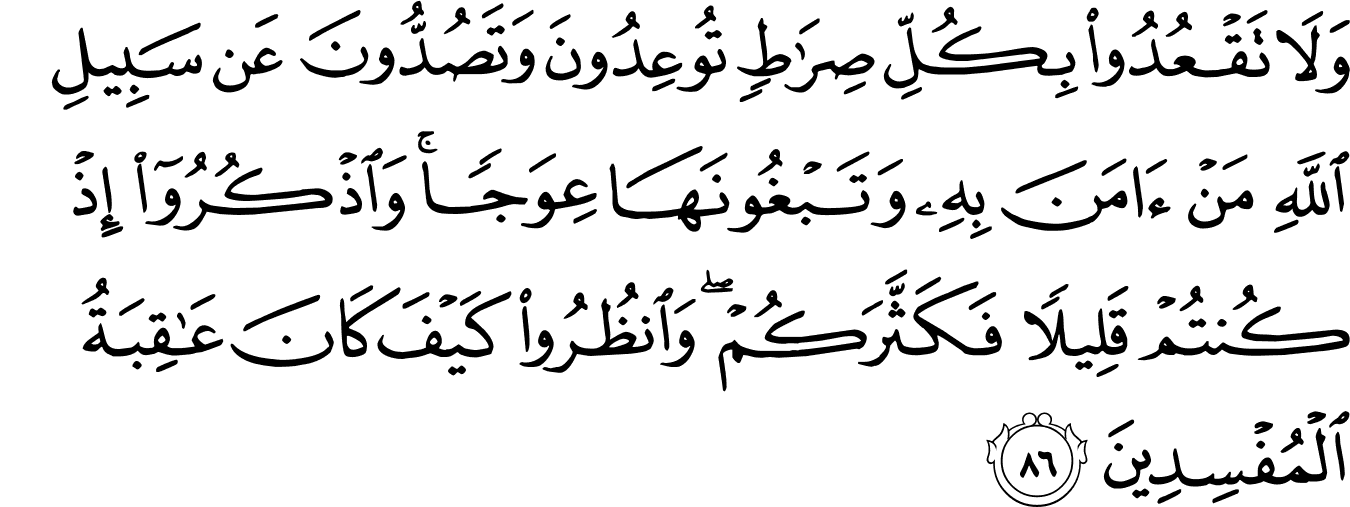 وَلَا تَقْعُدُوا۟ بِكُلِّ صِرَٰطٍ تُوعِدُونَ وَتَصُدُّونَ عَن سَبِيلِ
ٱللَّهِ مَنْ ءَامَنَ بِهِۦ وَتَبْغُونَهَا عِوَجًا ۚ وَٱذْكُرُوٓا۟ إِذْ
كُنتُمْ قَلِيلًا فَكَثَّرَكُمْ ۖ وَٱنظُرُوا۟ كَيْفَ كَانَ عَٰقِبَةُ
ٱلْمُفْسِدِينَ ٨٦